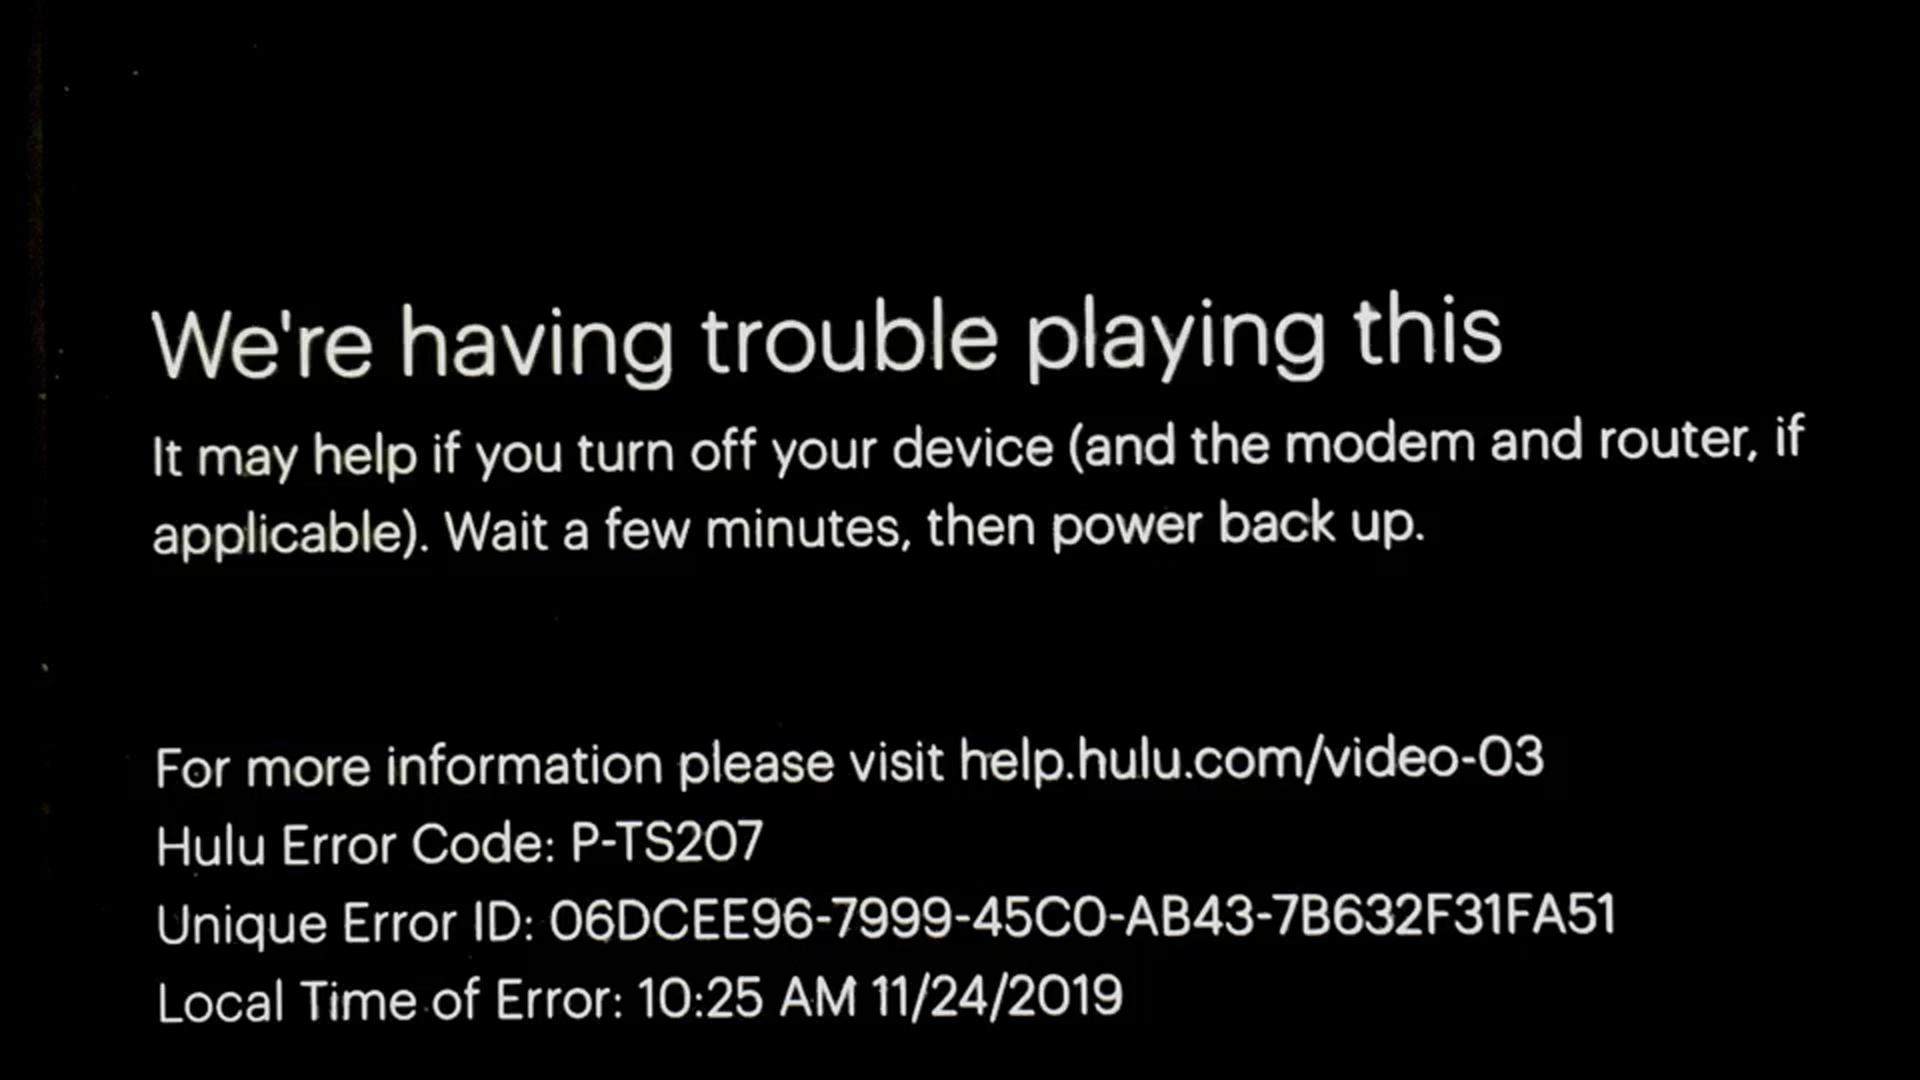 We're having trouble playing this
It may help if you turn off your device (and the modem and router, if
applicable). Wait a few minutes, then power back up.
For more information please visit help.hulu.com/video-03
Hulu Error Code: P-TS207
Unique Error ID: 06DCEE96-7999-45C0-AB43-7B632F31FA51
Local Time of Error: 10:25 AM 11/24/2019